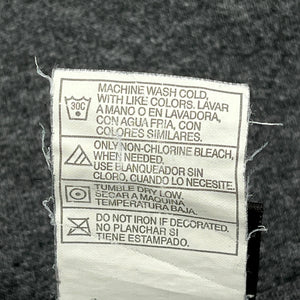 30C
MACHINE WASH COLD,
WITH LIKE COLORS. LAVAR
A MANO O EN LAVADORA,
CON AGUA FRIA, CON
COLORES SIMILARES.
ONLY NON-CHLORINE BLEACH,
WHEN NEEDED.
USE BLANQUEADOR SIN
CLORO, CUANDO LO NECESITE.
TUMBLE DRY LOW.
SECAR A MAQUINA,
TEMPERATURA BAJA.
DO NOT IRON IF DECORATED.
NO PLANCHAR SI
TIENE ESTAMPADO.